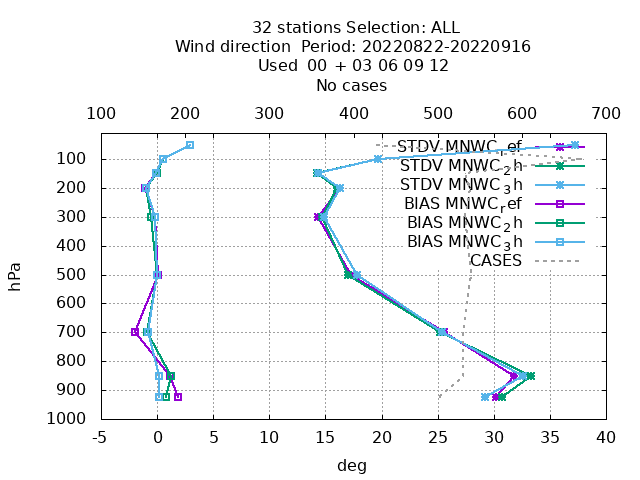 32 stations Selection: ALL
Wind direction  Period: 20220822-20220916
Used  00 + 03 06 09 12
No cases
100 200 300 400 500 600 700
STDV MNWC_ref
STDV MNWC_2h
STDV MNWC_3h
BIAS MNWC_ref
BIAS MNWC_2h
BIAS MNWC_3h
CASES
hPa
100
200
300
400
500
600
700
800
900
1000
-5 0 5 10 15 20 25 30 35 40
deg